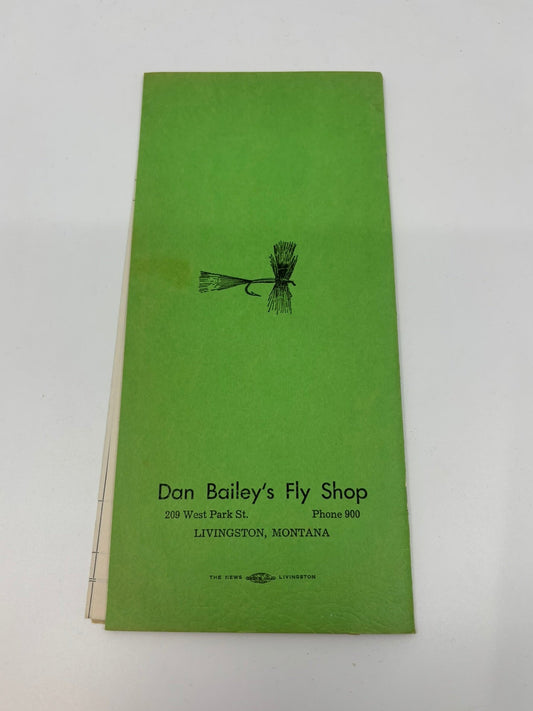 Dan Bailey's Fly Shop
209 West Park St. Phone 900
LIVINGSTON, MONTANA
THE NEWS LIVINGSTON